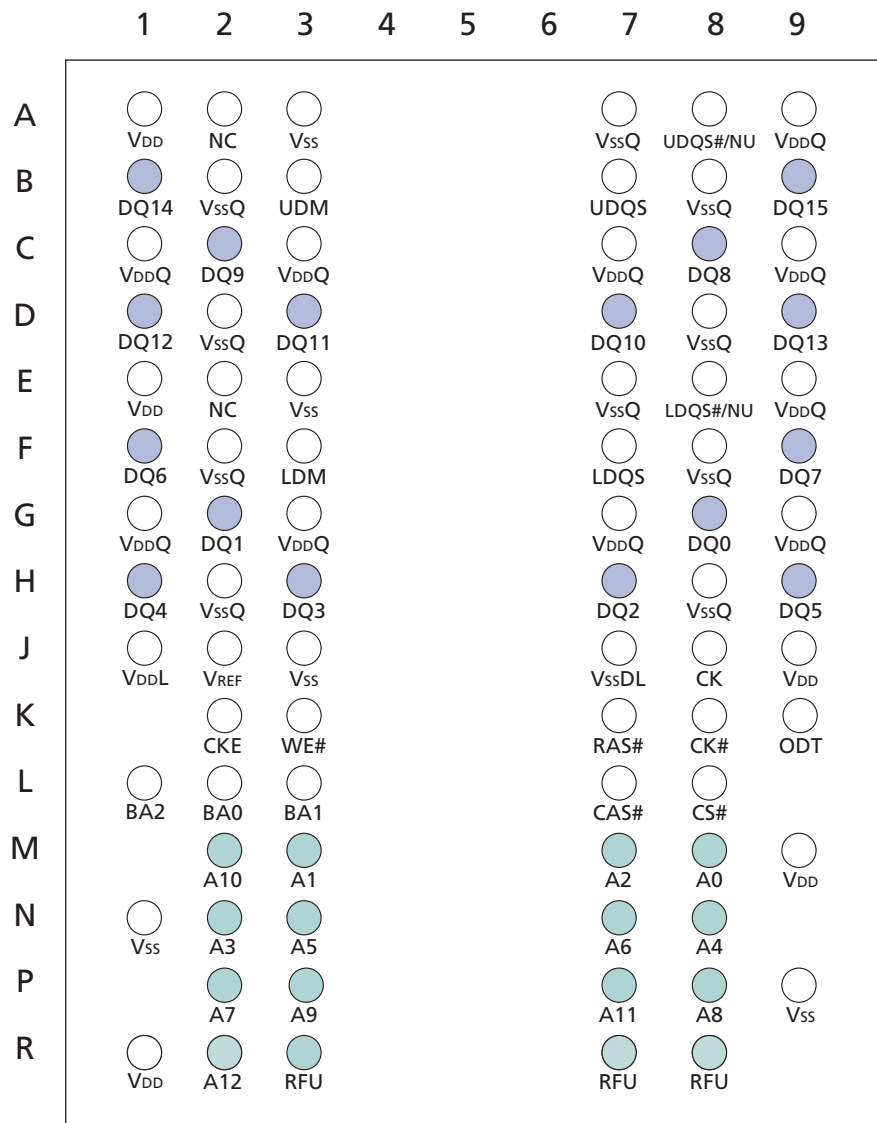 1 2 3 4 5 6 7 8 9
A
VDD NC VSS VSSQ UDQS#/NU VDDQ
B
DQ14 VSSQ UDM UDQS VSSQ DQ15
C
VDDQ DQ9 VDDQ VDDQ DQ8 VDDQ
D
DQ12 VSSQ DQ11 DQ10 VSSQ DQ13
E
VDD NC VSS VSSQ LDQS#/NU VDDQ
F
DQ6 VSSQ LDM LDQS VSSQ DQ7
G
VDDQ DQ1 VDDQ VDDQ DQ0 VDDQ
H
DQ4 VSSQ DQ3 DQ2 VSSQ DQ5
J
VDDL VREF VSS VSSDL CK VDD
K
CKE WE# RAS# CK# ODT
L
BA2 BA0 BA1 CAS# CS#
M
A10 A1 A2 A0 VDD
N
VSS A3 A5 A6 A4
P
A7 A9 A11 A8 VSS
R
VDD A12 RFU RFU RFU